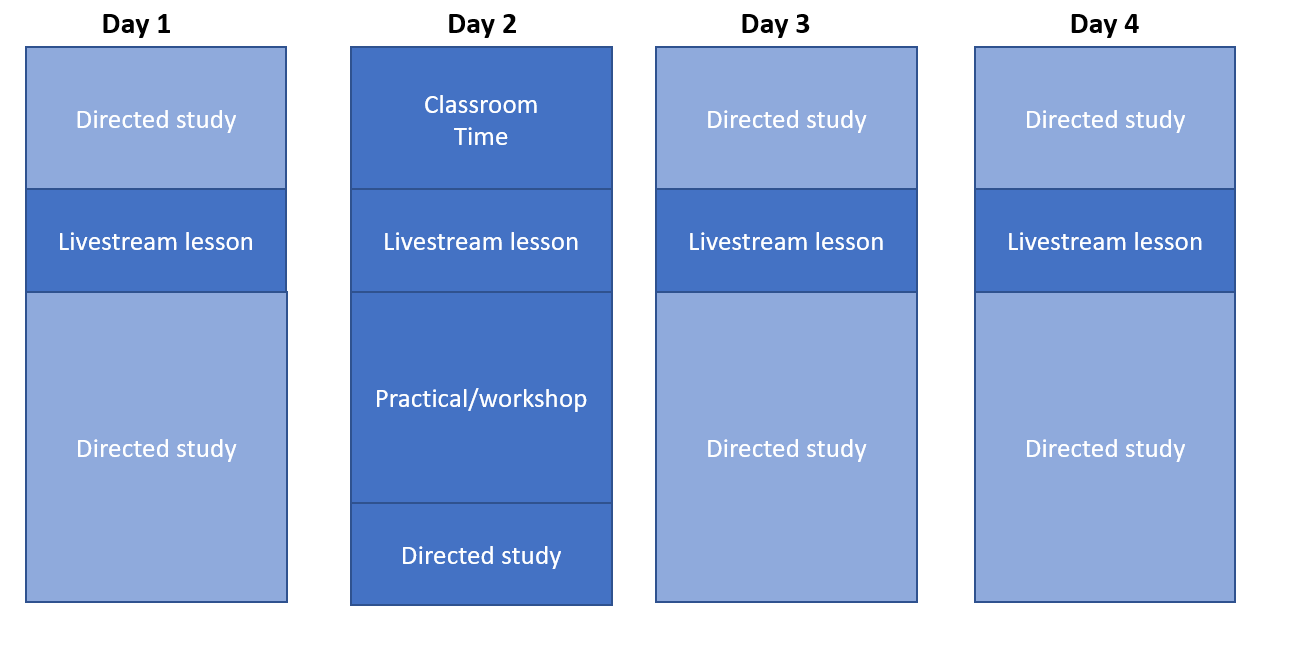 Day 1
Directed study
Livestream lesson
Directed study
Day 2
Classroom
Time
Livestream lesson
Practical/workshop
Directed study
Day 3
Directed study
Livestream lesson
Directed study
Day 4
Directed study
Livestream lesson
Directed study